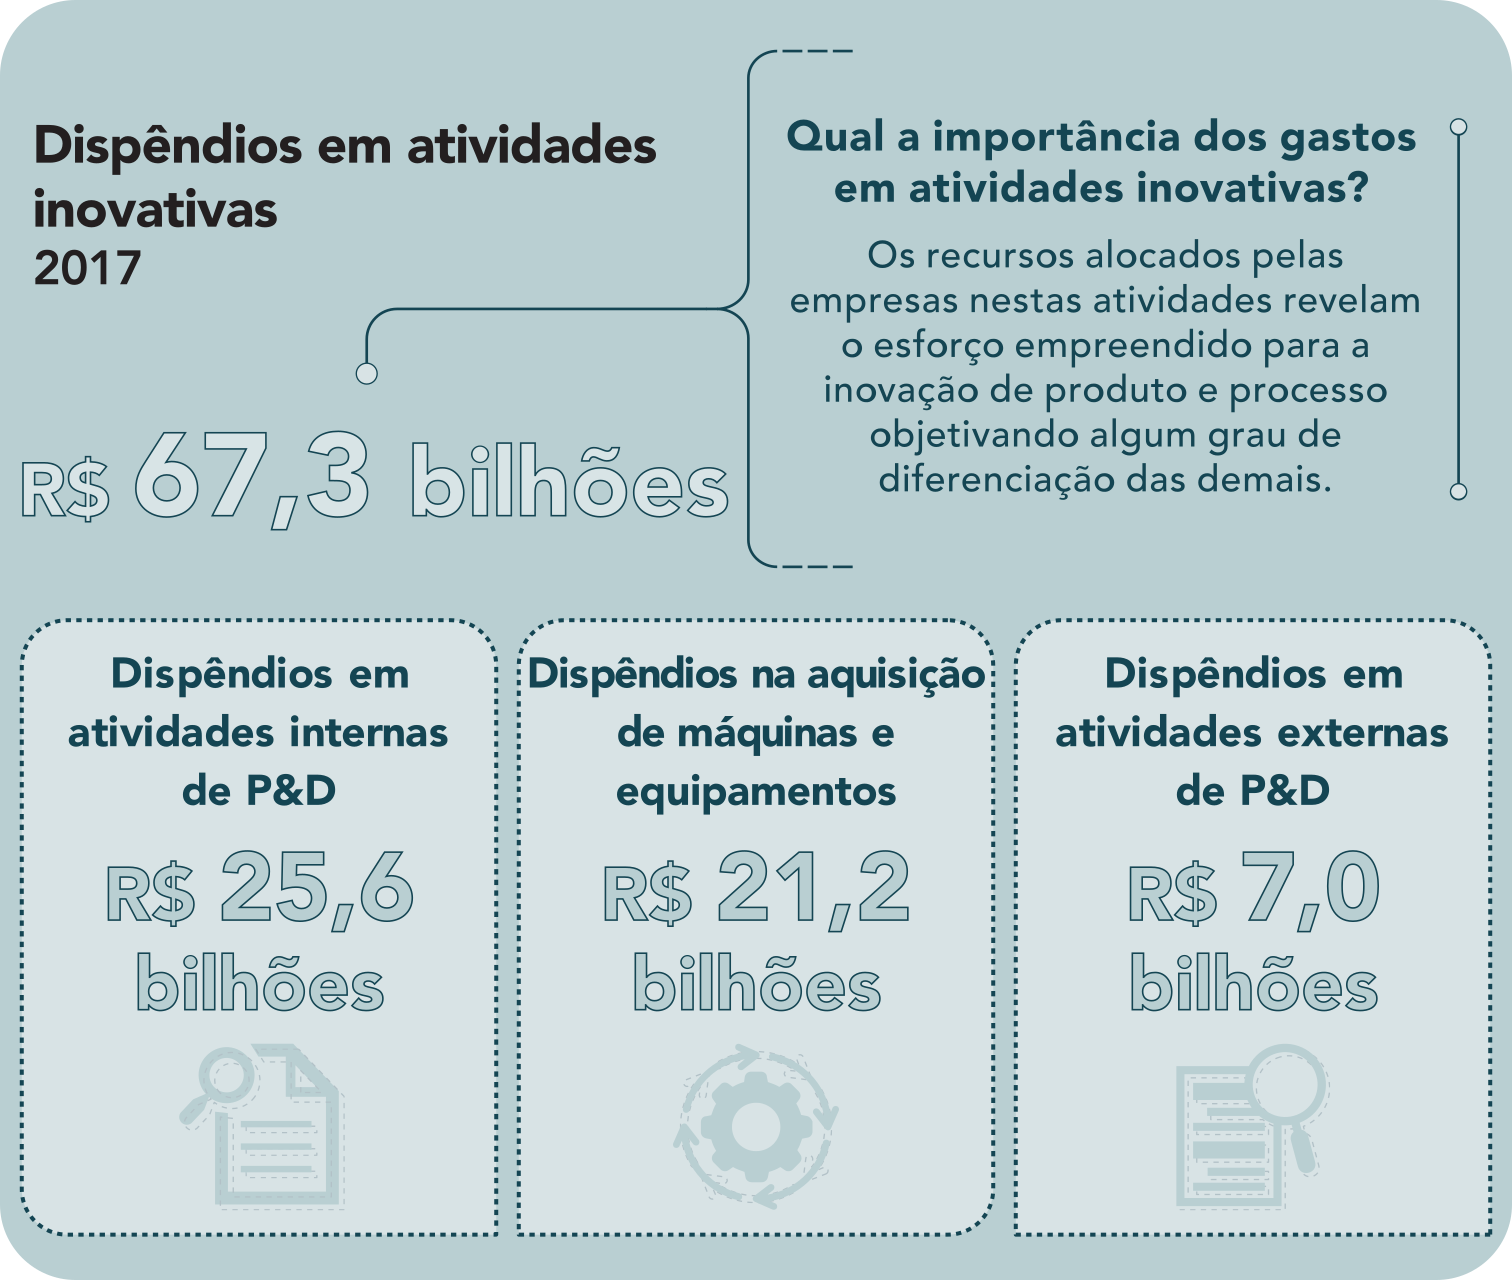 Dispêndios em atividades
inovativas
2017
R$ 67,3 bilhões
Qual a importância dos gastos
em atividades inovativas?
Os recursos alocados pelas
empresas nestas atividades revelam
o esforço empreendido para a
inovação de produto e processo
objetivando algum grau de
diferenciação das demais.
Dispêndios em
atividades internas
de P&D
R$ 25,6
bilhões
Dispêndios na aquisição
de máquinas e
equipamentos
R$ 21,2
bilhões
Dispêndios em
atividades externas
de P&D
R$ 7,0
bilhões